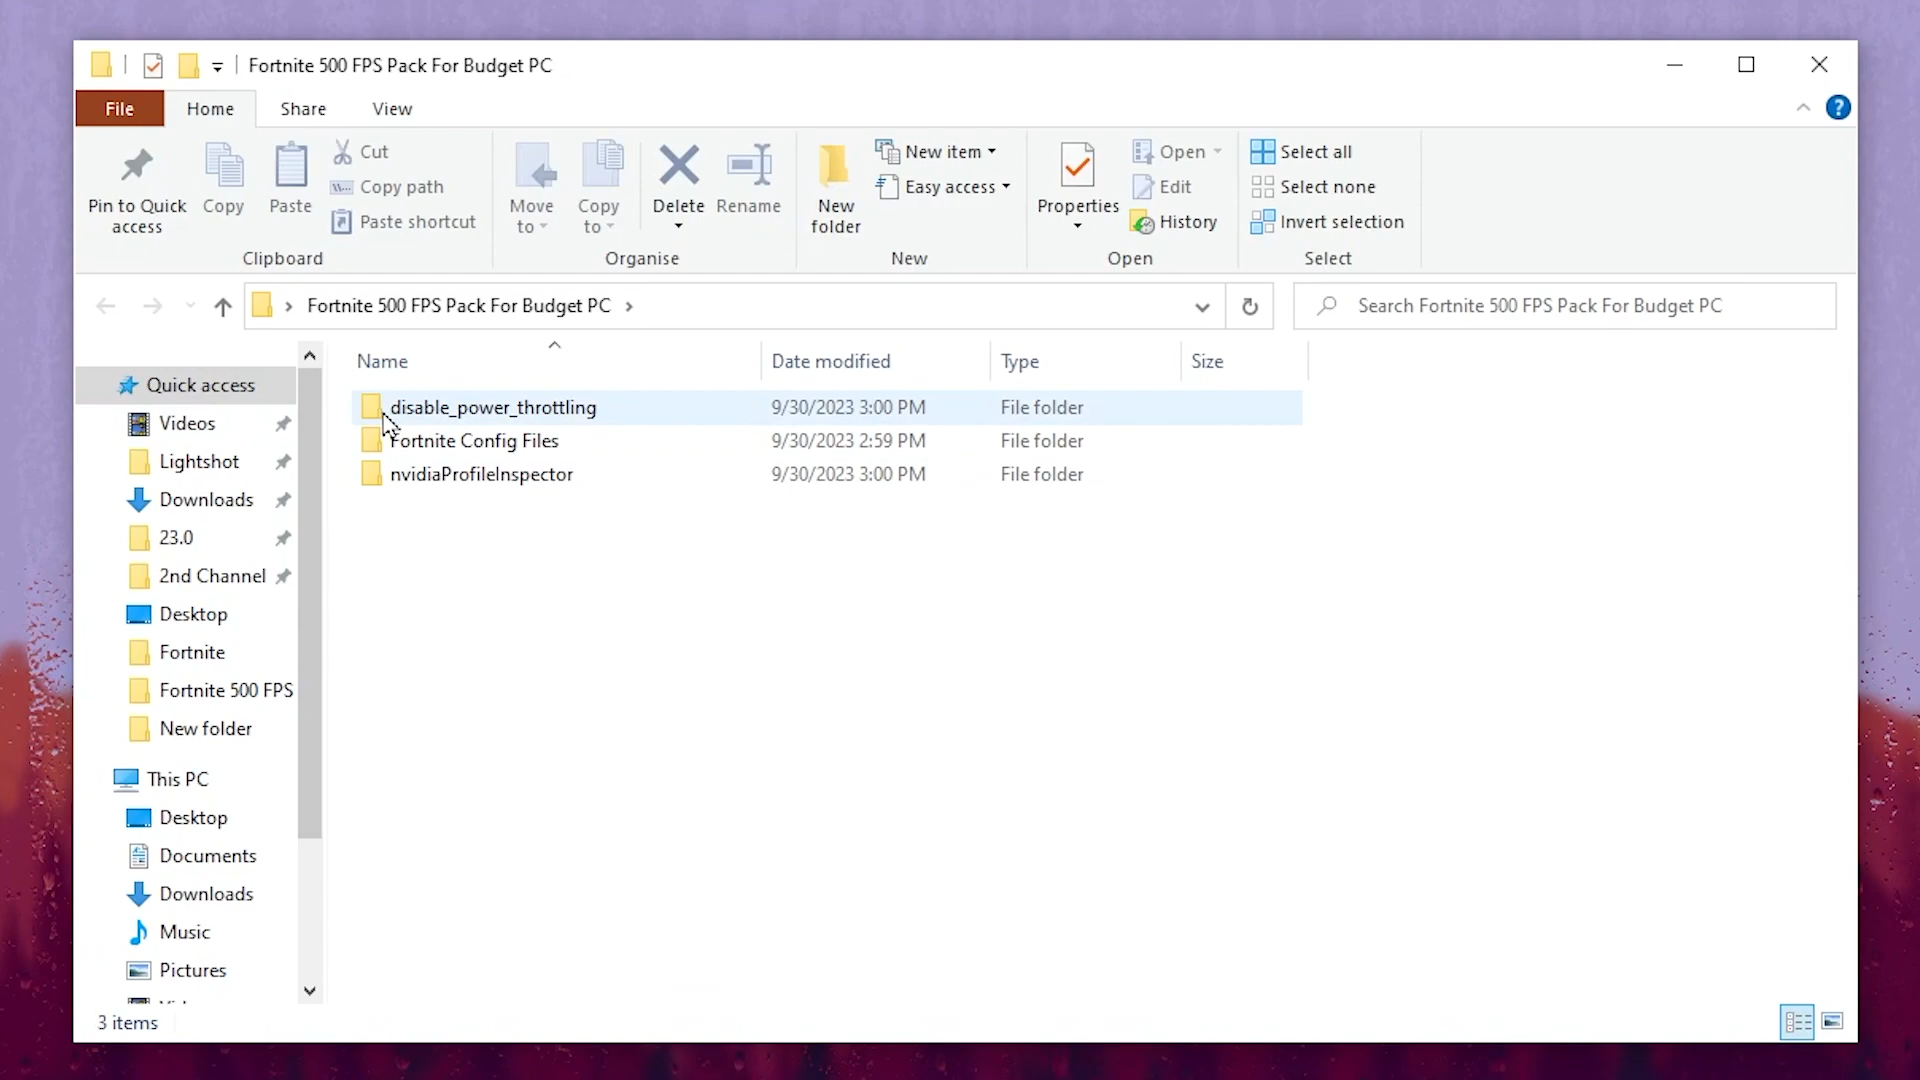 Fortnite 500 FPS Pack For Budget PC
File Home Share View
Pin to Quick access
Copy
Paste
Cut
Copy path
Paste shortcut
Clipboard
Move to
Copy to
Delete
Rename
Organise
New folder
New item
Easy access
New
Properties
Open
Edit
History
Open
Select all
Select none
Invert selection
Select
Fortnite 500 FPS Pack For Budget PC
Search Fortnite 500 FPS Pack For Budget PC
Quick access
Videos
Lightshot
Downloads
23.0
2nd Channel
Desktop
Fortnite
Fortnite 500 FPS
New folder
This PC
Desktop
Documents
Downloads
Music
Pictures
Name Date modified Type Size
disable_power_throttling 9/30/2023 3:00 PM File folder
Fortnite Config Files 9/30/2023 2:59 PM File folder
nvidiaProfileInspector 9/30/2023 3:00 PM File folder
3 items